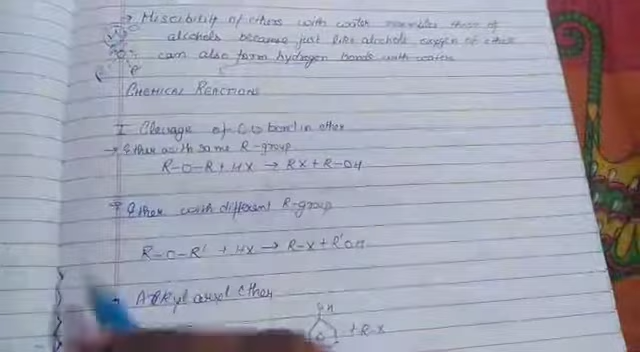 → Miscibility of ethers with water resembles those of
alcohols because just like alcohols oxygen of ether
can also form hydrogen bonds with water
CHEMICAL REACTIONS
I Cleavage of C-O bond in ether
→ Ether with same R-group
R-O-R + HX → RX + R-OH
→ Ether with different R-group
R-O-R' + HX → R-X + R'OH
→ Alkyl aryl Ether
OH
+ R-X